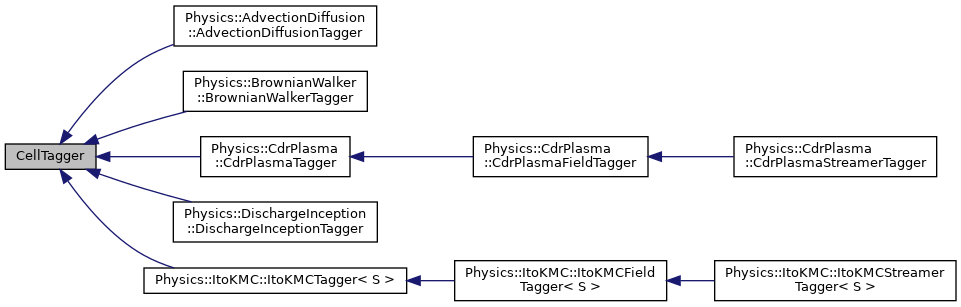 Physics::AdvectionDiffusion
::AdvectionDiffusionTagger
Physics::BrownianWalker
::BrownianWalkerTagger
CellTagger
Physics::CdrPlasma
::CdrPlasmaTagger
Physics::CdrPlasma
::CdrPlasmaFieldTagger
Physics::CdrPlasma
::CdrPlasmaStreamerTagger
Physics::DischargeInception
::DischargeInceptionTagger
Physics::ItoKMC::ItoKMCTagger< S >
Physics::ItoKMC::ItoKMCField
Tagger< S >
Physics::ItoKMC::ItoKMCStreamer
Tagger< S >